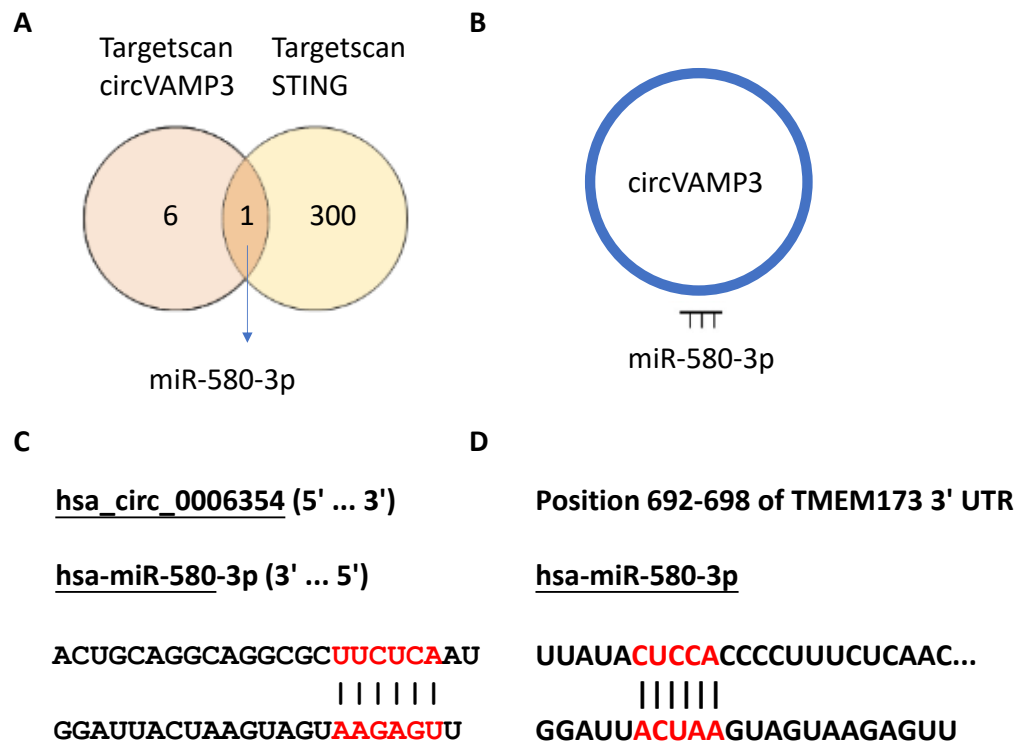 A
Targetscan
circVAMP3
Targetscan
STING
6
1
300
miR-580-3p
B
circVAMP3
miR-580-3p
C
hsa_circ_0006354 (5' ... 3')
hsa-miR-580-3p (3' ... 5')
ACUGCAGGCAGGCGCUUCUCAAU
GGAUUACUAAGUAGUAAGAGUU
D
Position 692-698 of TMEM173 3' UTR
hsa-miR-580-3p
UUAUACUCCACCCCUUUCUCAAC...
GGAUUACUAAGUAGUAAGAGUU